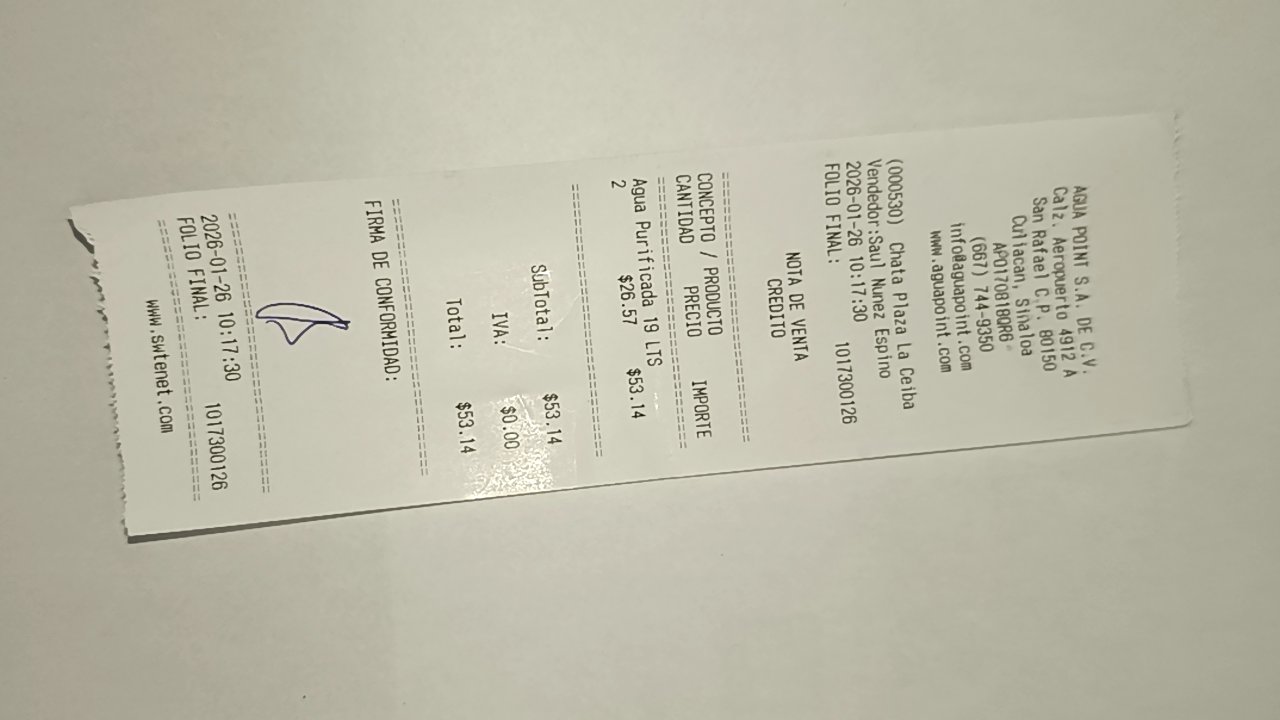 AGUA POINT S.A. DE C.V.
Calz. Aeropuerto 4912 A
San Rafael C.P. 80150
Culiacan, Sinaloa
APO170818QR6
(667) 744-9350
info@aguapoint.com
www.aguapoint.com
(000530) Chata Plaza La Ceiba
Vendedor:Saul Nunez Espino
2026-01-26 10:17:30
FOLIO FINAL: 1017300126
NOTA DE VENTA
CREDITO
CONCEPTO / PRODUCTO
CANTIDAD PRECIO IMPORTE
Agua Purificada 19 LTS
2 $26.57 $53.14
SubTotal: $53.14
IVA: $0.00
Total: $53.14
FIRMA DE CONFORMIDAD:
2026-01-26 10:17:30
FOLIO FINAL: 1017300126
www.swtenet.com